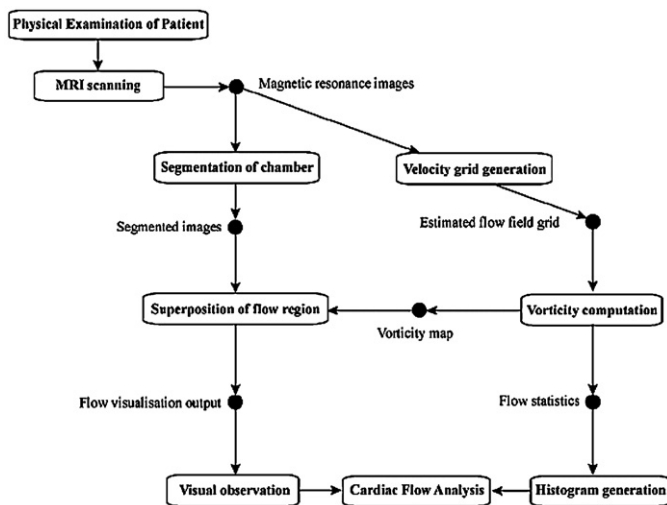 Physical Examination of Patient
MRI scanning
Magnetic resonance images
Segmentation of chamber
Velocity grid generation
Segmented images
Estimated flow field grid
Superposition of flow region
Vorticity computation
Vorticity map
Flow visualisation output
Flow statistics
Visual observation
Cardiac Flow Analysis
Histogram generation